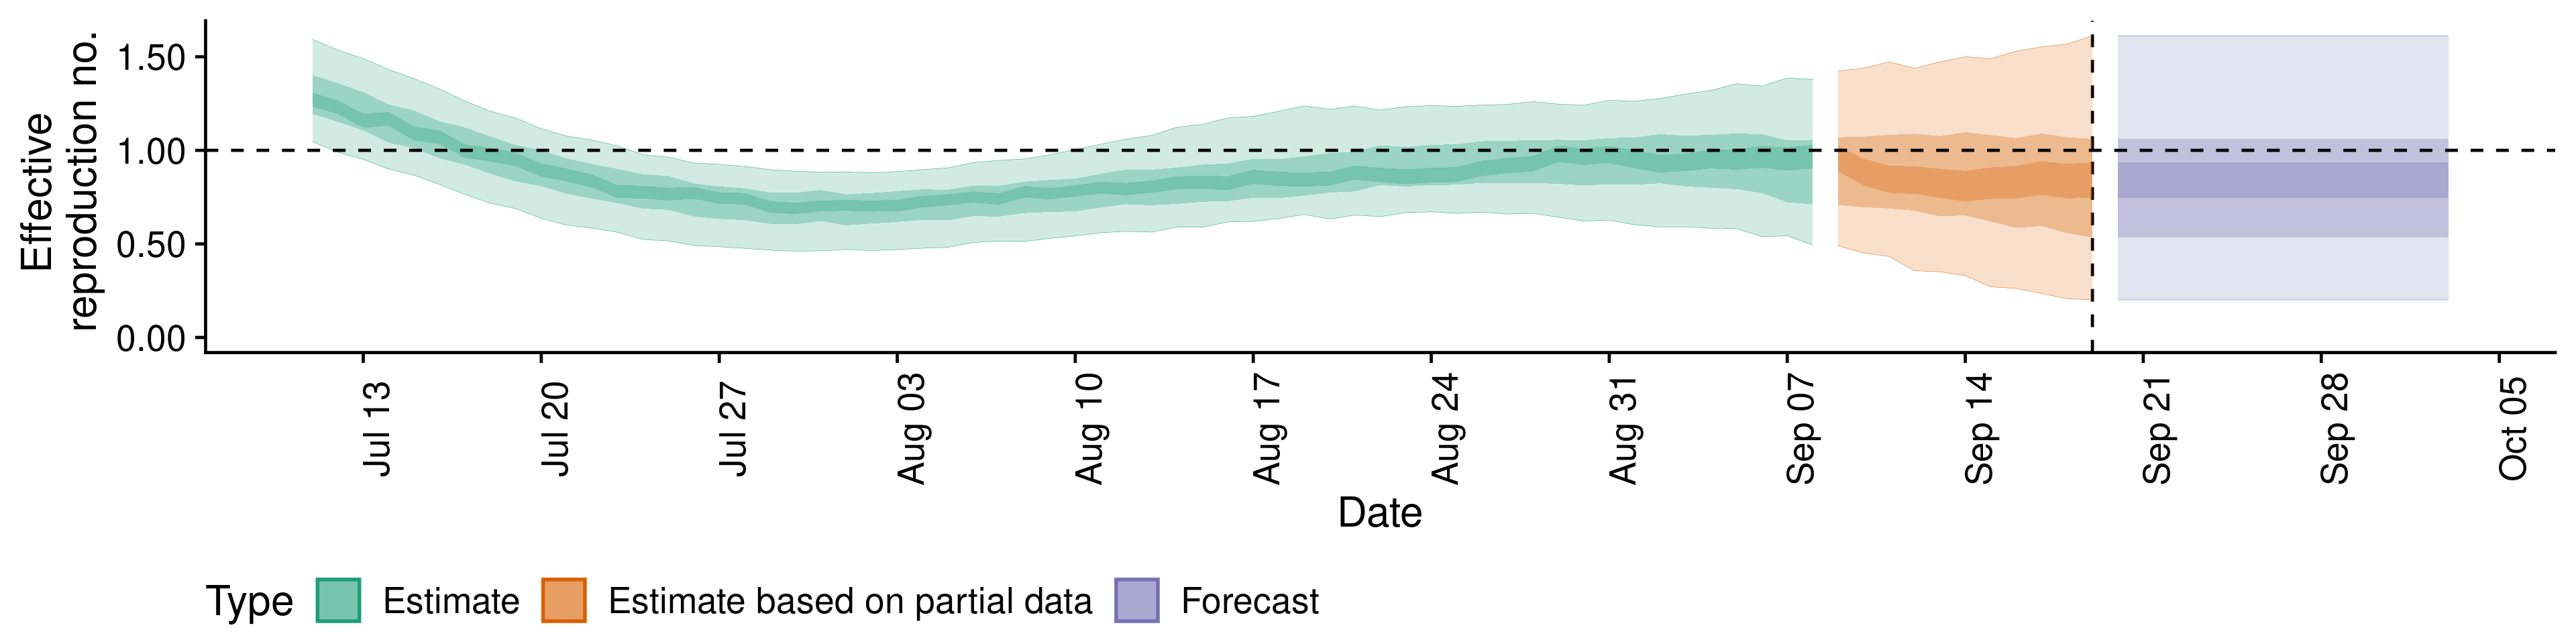 Effective
reproduction no.
1.50
1.00
0.50
0.00
Jul 13
Jul 20
Jul 27
Aug 03
Aug 10
Aug 17
Aug 24
Aug 31
Sep 07
Sep 14
Sep 21
Sep 28
Oct 05
Date
Type Estimate Estimate based on partial data Forecast